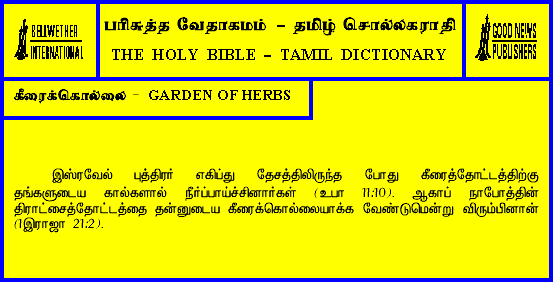 BELLWETHER
INTERNATIONAL
பரிசுத்த வேதாகமம் – தமிழ் சொல்லகராதி
THE HOLY BIBLE – TAMIL DICTIONARY
GOOD NEWS
PUBLISHERS
கீரைக்கொல்லை - GARDEN OF HERBS
இஸ்ரவேல் புத்திரர் எகிப்து தேசத்திலிருந்த போது கீரைத்தோட்டத்திற்கு
தங்களுடைய கால்களால் நீர்ப்பாய்ச்சினார்கள் (உபா 11:10). ஆகாப் நாபோத்தின்
திராட்சைத்தோட்டத்தை தன்னுடைய கீரைக்கொல்லையாக்க வேண்டுமென்று விரும்பினான்
(1இராஜா 21:2).